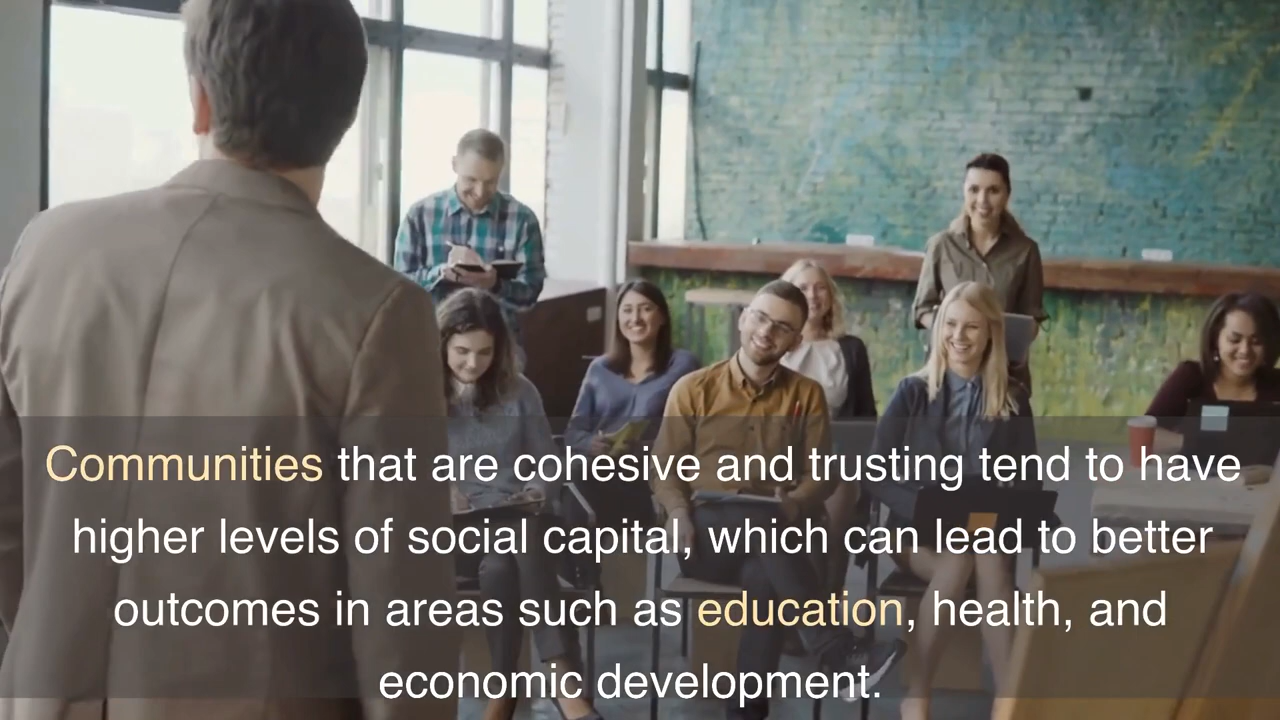 Communities that are cohesive and trusting tend to have
higher levels of social capital, which can lead to better
outcomes in areas such as education, health, and
economic development.